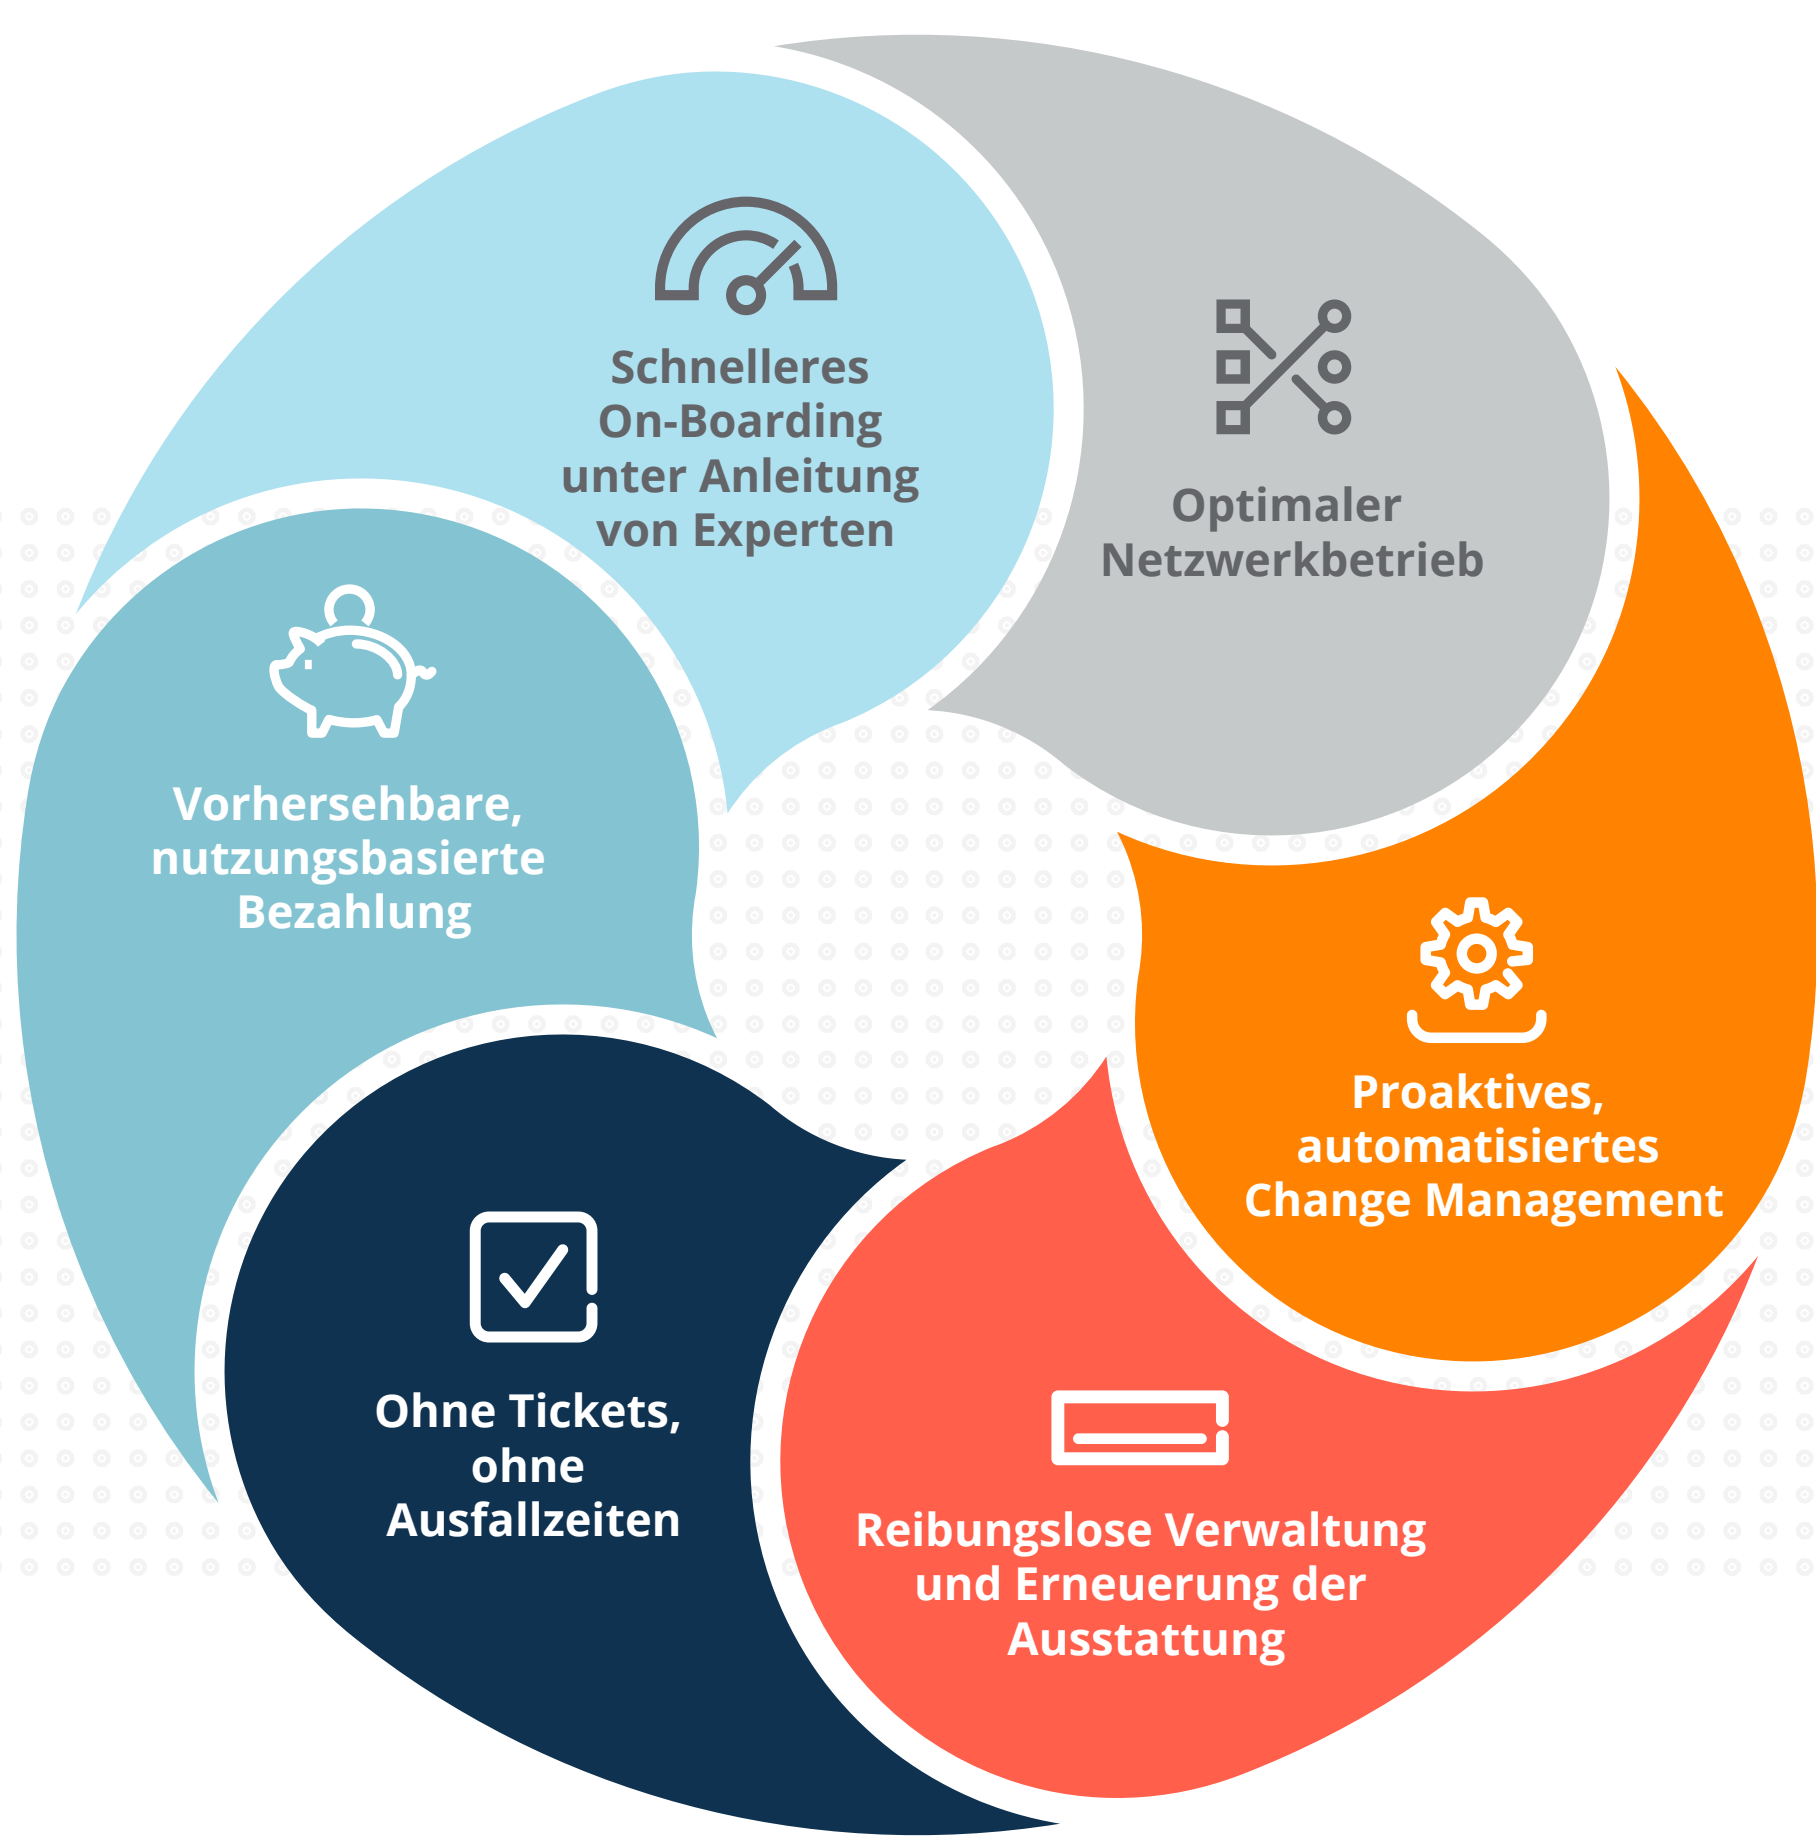 Schnelleres
On-Boarding
unter Anleitung
von Experten
Optimaler
Netzwerkbetrieb
Proaktives,
automatisiertes
Change Management
Reibungslose Verwaltung
und Erneuerung der
Ausstattung
Ohne Tickets,
ohne
Ausfallzeiten
Vorhersehbare,
nutzungsbasierte
Bezahlung